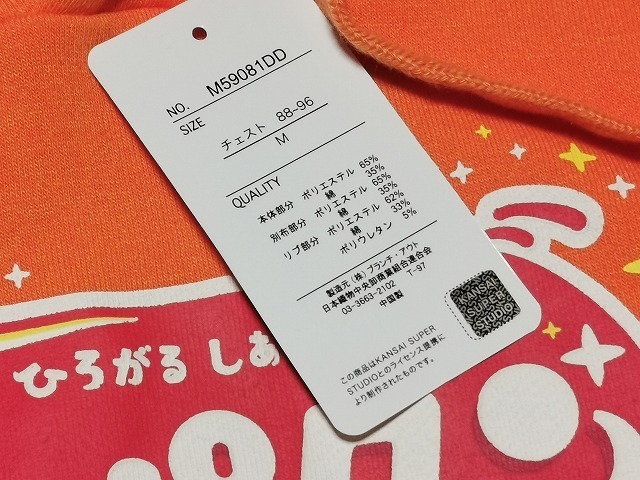 NO. M59081DD
SIZE
チェスト 88-96
M
QUALITY
本体部分 ポリエステル 65%
綿 35%
別布部分 ポリエステル 65%
綿 35%
リブ部分 ポリエステル 62%
綿 33%
ポリウレタン 5%
製造元(株)ブランチ・アウト
日本織物中央卸商業組合連合会
03-3663-2102 T-97
中国製
KANSAI
SUPER
STUDIO
この商品はKANSAI SUPER
STUDIOとのライセンス提携に
より制作されたものです。
ひろがる しあ